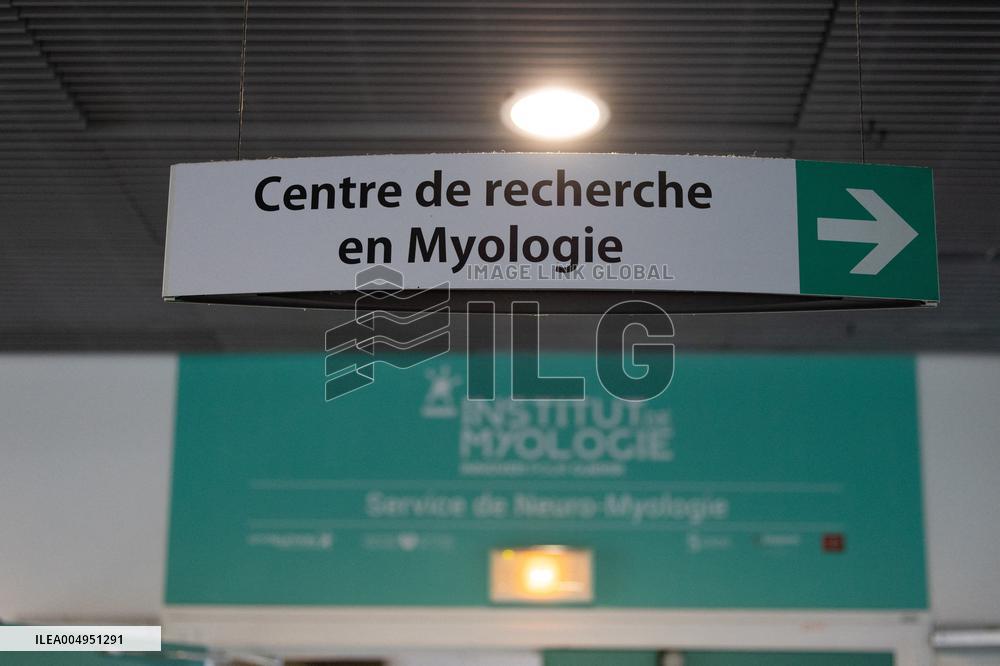 Centre de recherche
en Myologie
IMAGE LINK GLOBAL
ILG
INSTITUT DE
MYOLOGIE
Service de Neuro-Myologie
ILEA004951291